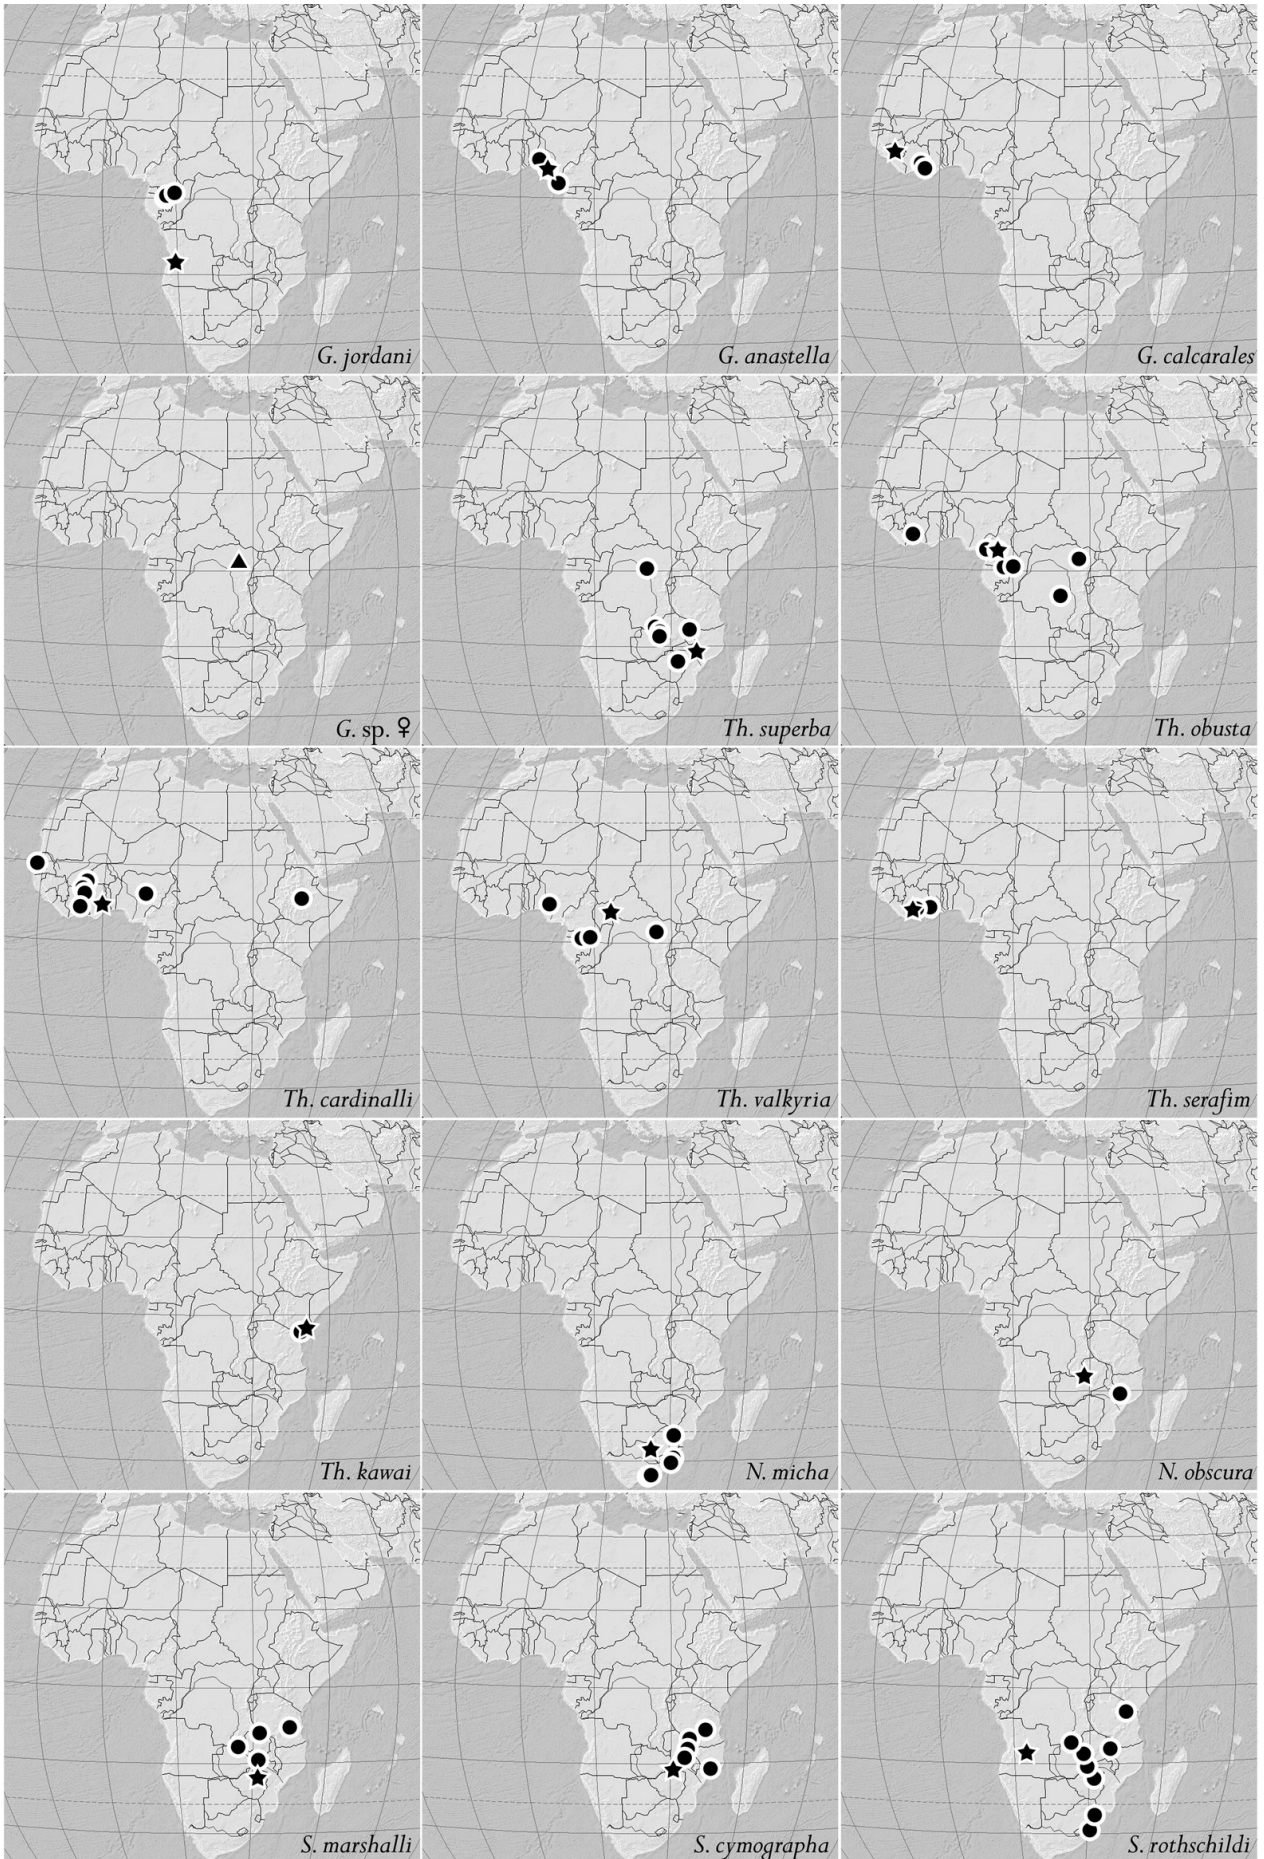 G. jordani
G. anastella
G. calcarales
G. sp. ♀
Th. superba
Th. obusta
Th. cardinalli
Th. valkyria
Th. serafim
Th. kawai
N. micha
N. obscura
S. marshalli
S. cymographa
S. rothschildi